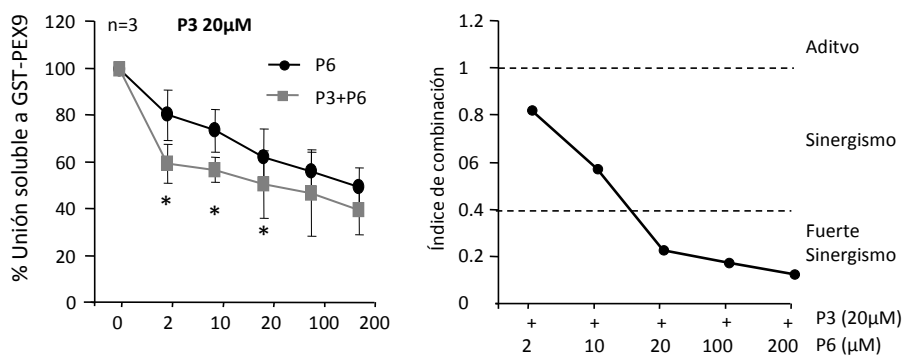 n=3
P3 20µM
% Unión soluble a GST-PEX9
120
100
80
60
40
20
0
P6
P3+P6
*
*
*
0 2 10 20 100 200
Índice de combinación
1.2
1
0.8
06
0.4
0.2
0
Aditvo
Sinergismo
Fuerte
Sinergismo
+ + + + + P3 (20µM)
2 10 20 100 200 P6 (µM)